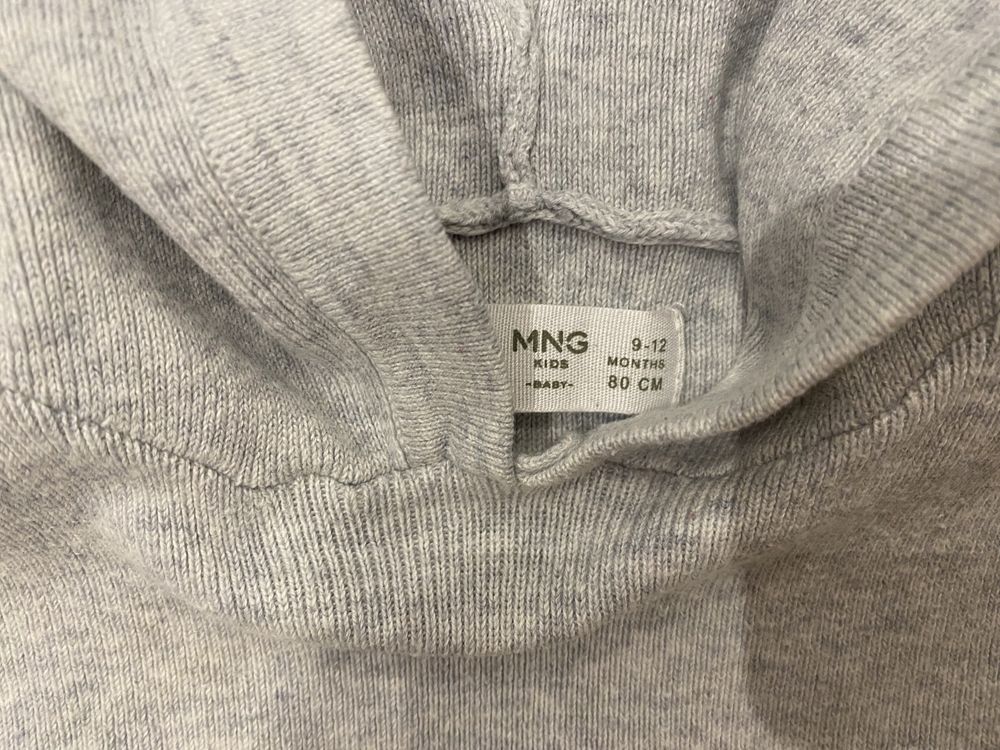 MNG
KIDS
-BABY-
9-12
MONTHS
80 CM